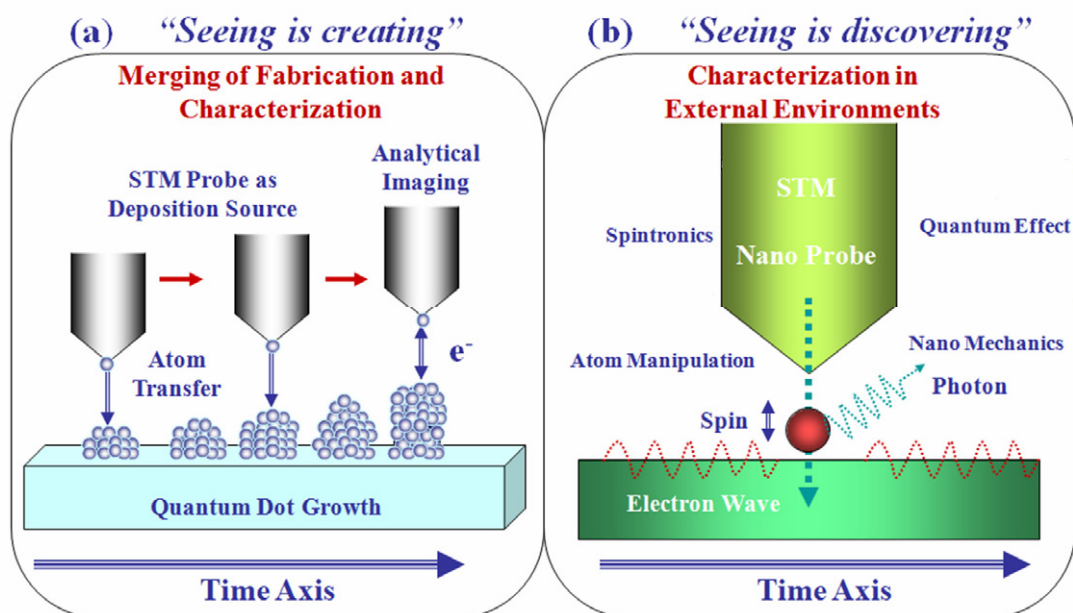 (a) “Seeing is creating”
Merging of Fabrication and
Characterization
STM Probe as
Deposition Source
Analytical
Imaging
Atom
Transfer
e-
Quantum Dot Growth
Time Axis
(b) “Seeing is discovering”
Characterization in
External Environments
STM
Nano Probe
Spintronics
Quantum Effect
Atom Manipulation
Nano Mechanics
Photon
Spin
Electron Wave
Time Axis